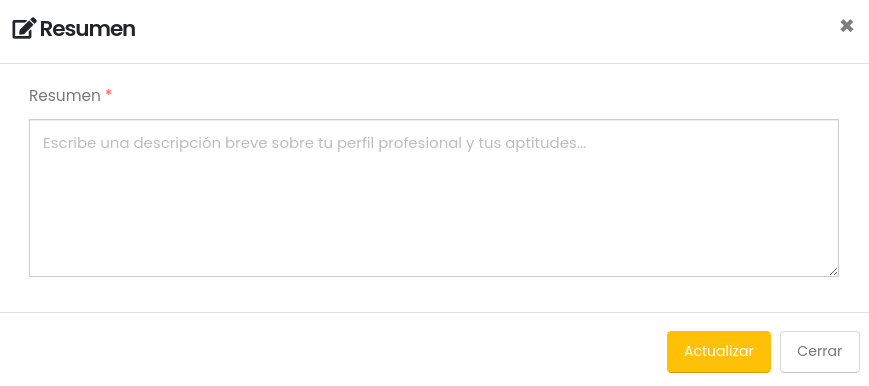 Resumen
Resumen *
Escribe una descripción breve sobre tu perfil profesional y tus aptitudes...
Actualizar
Cerrar